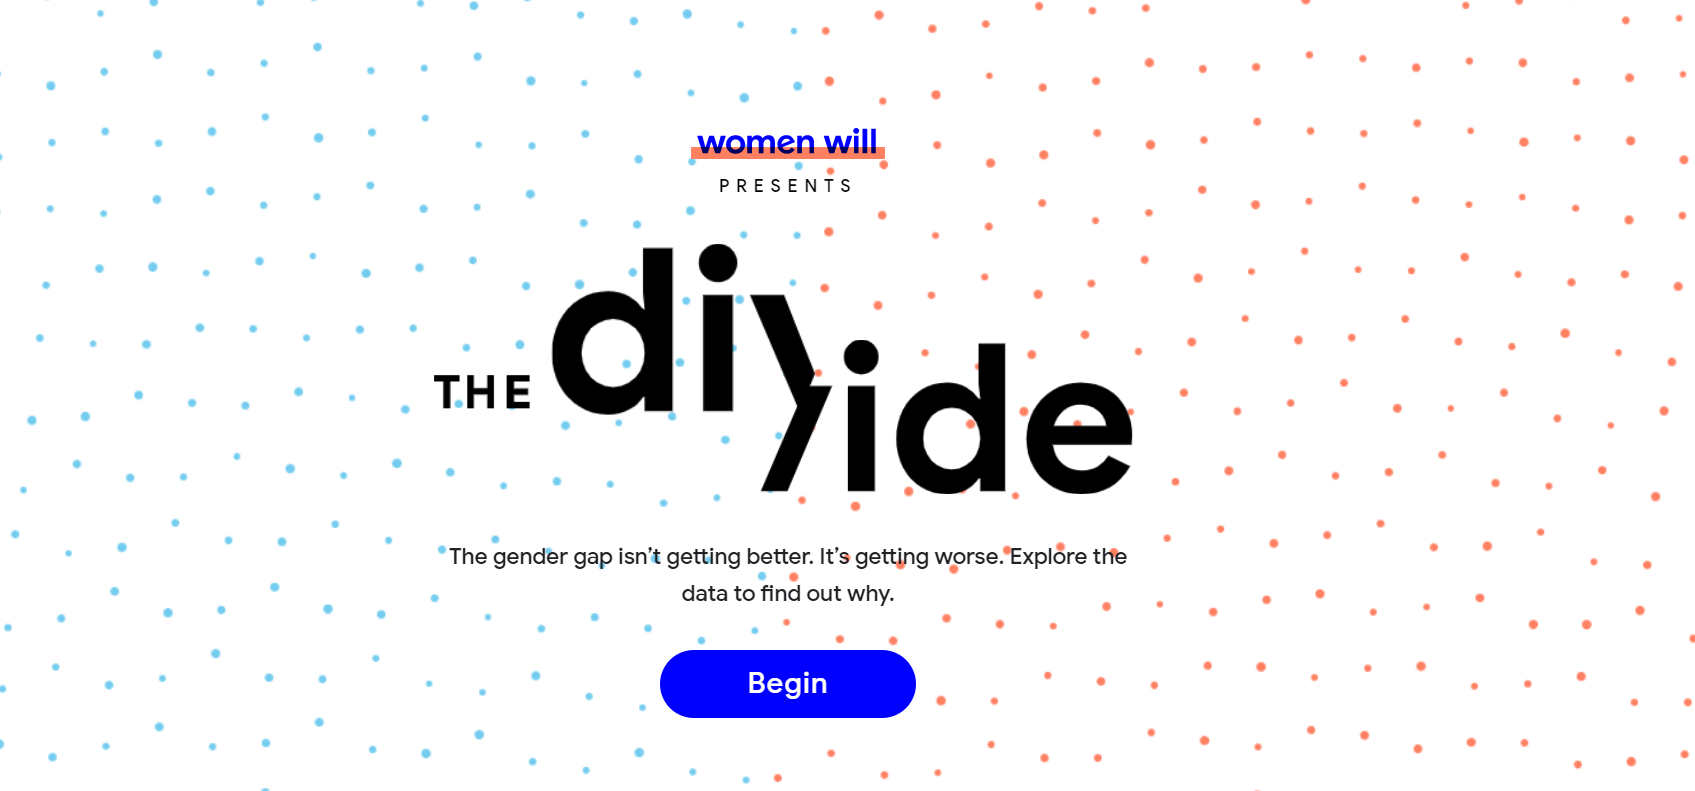 women will
PRESENTS
THE divide
The gender gap isn’t getting better. It’s getting worse. Explore the
data to find out why.
Begin